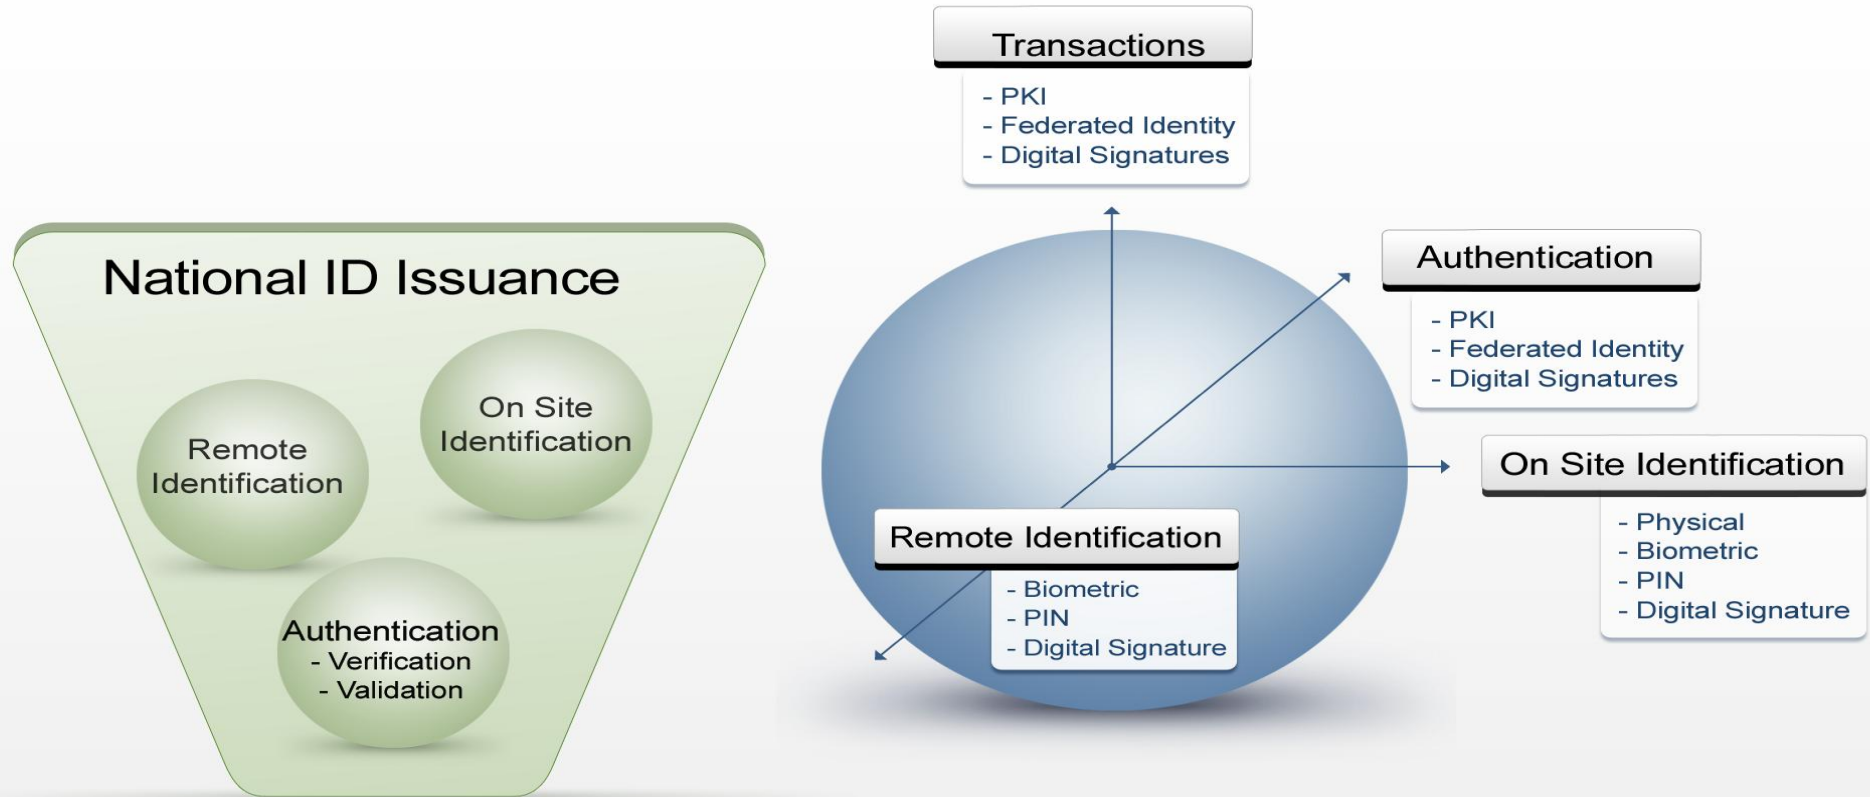 National ID Issuance
On Site
Identification
Remote
Identification
Authentication
- Verification
- Validation
Transactions
- PKI
- Federated Identity
- Digital Signatures
Authentication
- PKI
- Federated Identity
- Digital Signatures
On Site Identification
- Physical
- Biometric
- PIN
- Digital Signature
Remote Identification
- Biometric
- PIN
- Digital Signature